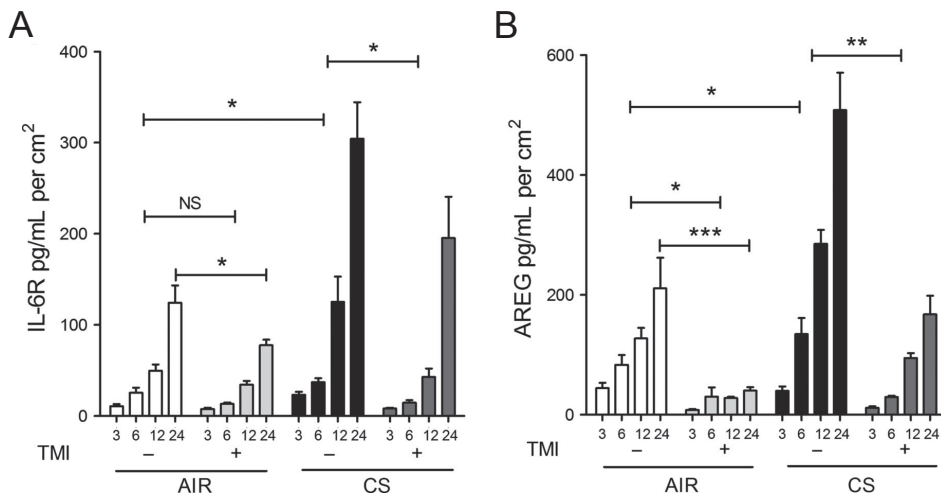 A
IL-6R pg/mL per cm²
400
300
200
100
0
*
*
NS
*
3 6 12 24 3 6 12 24 3 6 12 24 3 6 12 24
TMI – + – +
AIR CS
B
AREG pg/mL per cm²
600
400
200
0
**
*
*
***
3 6 12 24 3 6 12 24 3 6 12 24 3 6 12 24
TMI – + – +
AIR CS